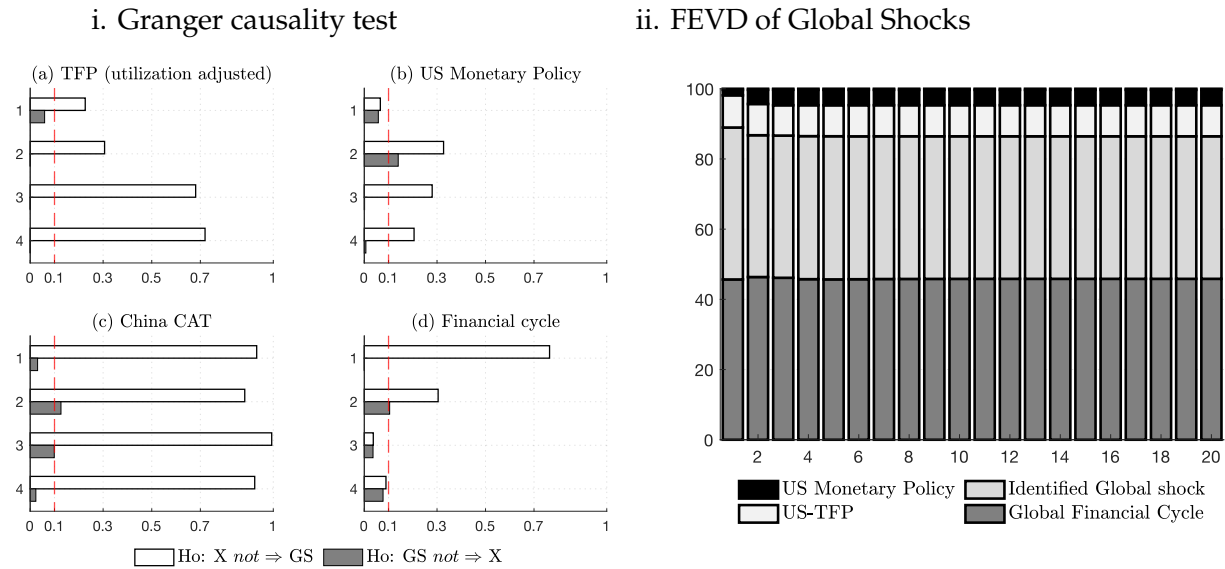 i. Granger causality test
ii. FEVD of Global Shocks
(a) TFP (utilization adjusted)
1
2
3
4
0 0.1 0.3 0.5 0.7 1
(b) US Monetary Policy
1
2
3
4
0 0.1 0.3 0.5 0.7 1
(c) China CAT
1
2
3
4
0 0.1 0.3 0.5 0.7 1
(d) Financial cycle
1
2
3
4
0 0.1 0.3 0.5 0.7 1
Ho: X not ⇒ GS Ho: GS not ⇒ X
100
80
60
40
20
0
2 4 6 8 10 12 14 16 18 20
US Monetary Policy Identified Global shock
US-TFP Global Financial Cycle